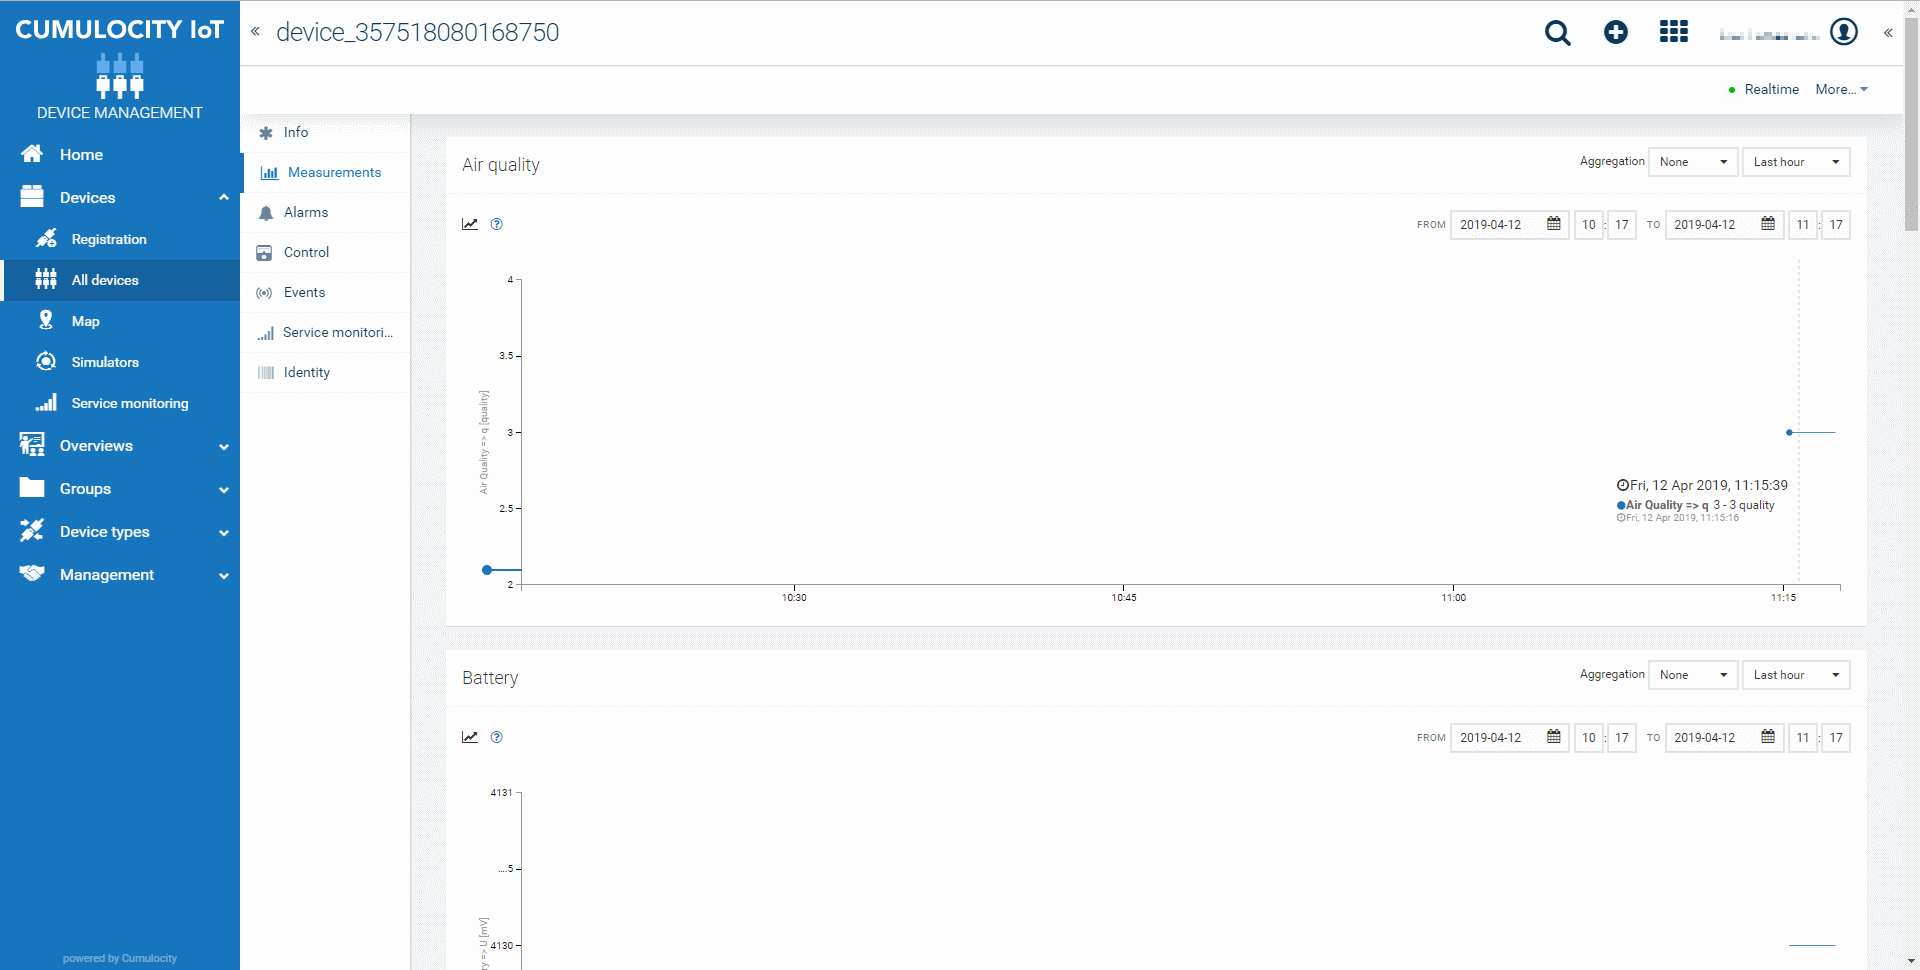 CUMULOCITY IoT
DEVICE MANAGEMENT
Home
Devices
Registration
All devices
Map
Simulators
Service monitoring
Overviews
Groups
Device types
Management
powered by Cumulocity
« device_357518080168750
«
Realtime More...
Info
Measurements
Alarms
Control
Events
Service monitori...
Identity
Air quality
Aggregation None Last hour
FROM 2019-04-12 10 : 17 TO 2019-04-12 11 : 17
4
3.5
3
2.5
2
Air Quality => q [quality]
10:30 10:45 11:00 11:15
Fri, 12 Apr 2019, 11:15:39
Air Quality => q 3 - 3 quality
Fri, 12 Apr 2019, 11:15:16
Battery
Aggregation None Last hour
FROM 2019-04-12 10 : 17 TO 2019-04-12 11 : 17
4131
....5
4130
ry => U [mV]